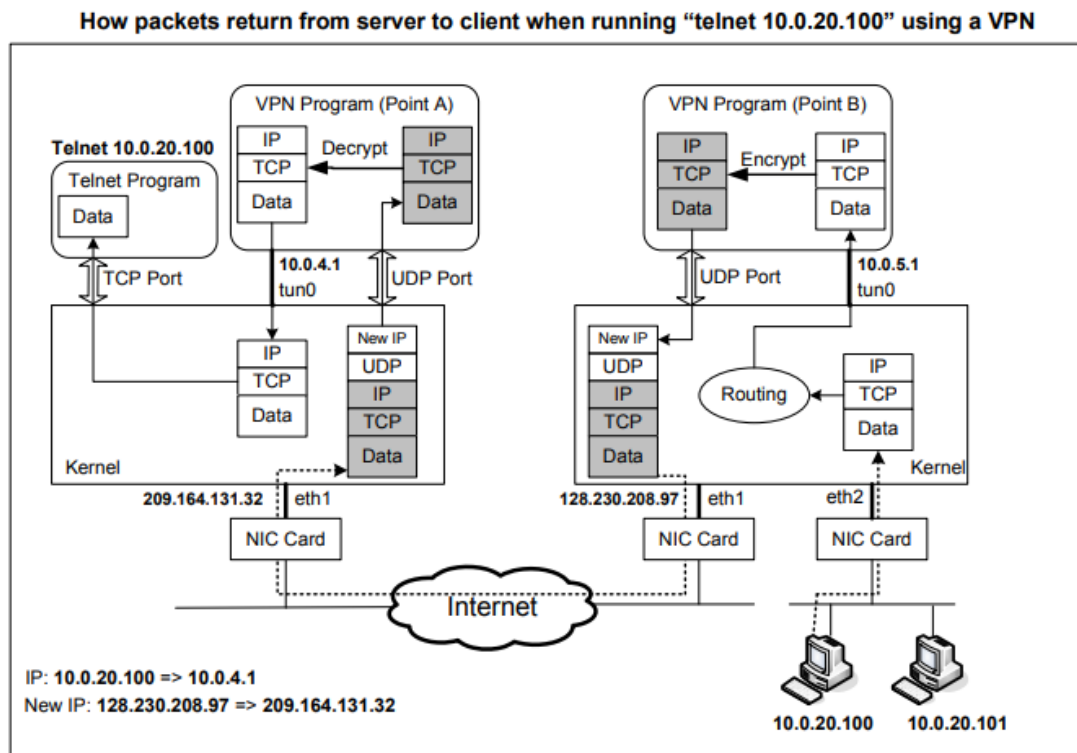 How packets return from server to client when running “telnet 10.0.20.100” using a VPN
VPN Program (Point A)
IP
TCP
Data
Decrypt
IP
TCP
Data
Telnet 10.0.20.100
Telnet Program
Data
TCP Port
10.0.4.1
tun0
UDP Port
IP
TCP
Data
New IP
UDP
IP
TCP
Data
Kernel
209.164.131.32
eth1
NIC Card
VPN Program (Point B)
IP
TCP
Data
Encrypt
IP
TCP
Data
UDP Port
10.0.5.1
tun0
New IP
UDP
IP
TCP
Data
Routing
IP
TCP
Data
Kernel
128.230.208.97
eth1
eth2
NIC Card
NIC Card
Internet
IP: 10.0.20.100 => 10.0.4.1
New IP: 128.230.208.97 => 209.164.131.32
10.0.20.100
10.0.20.101